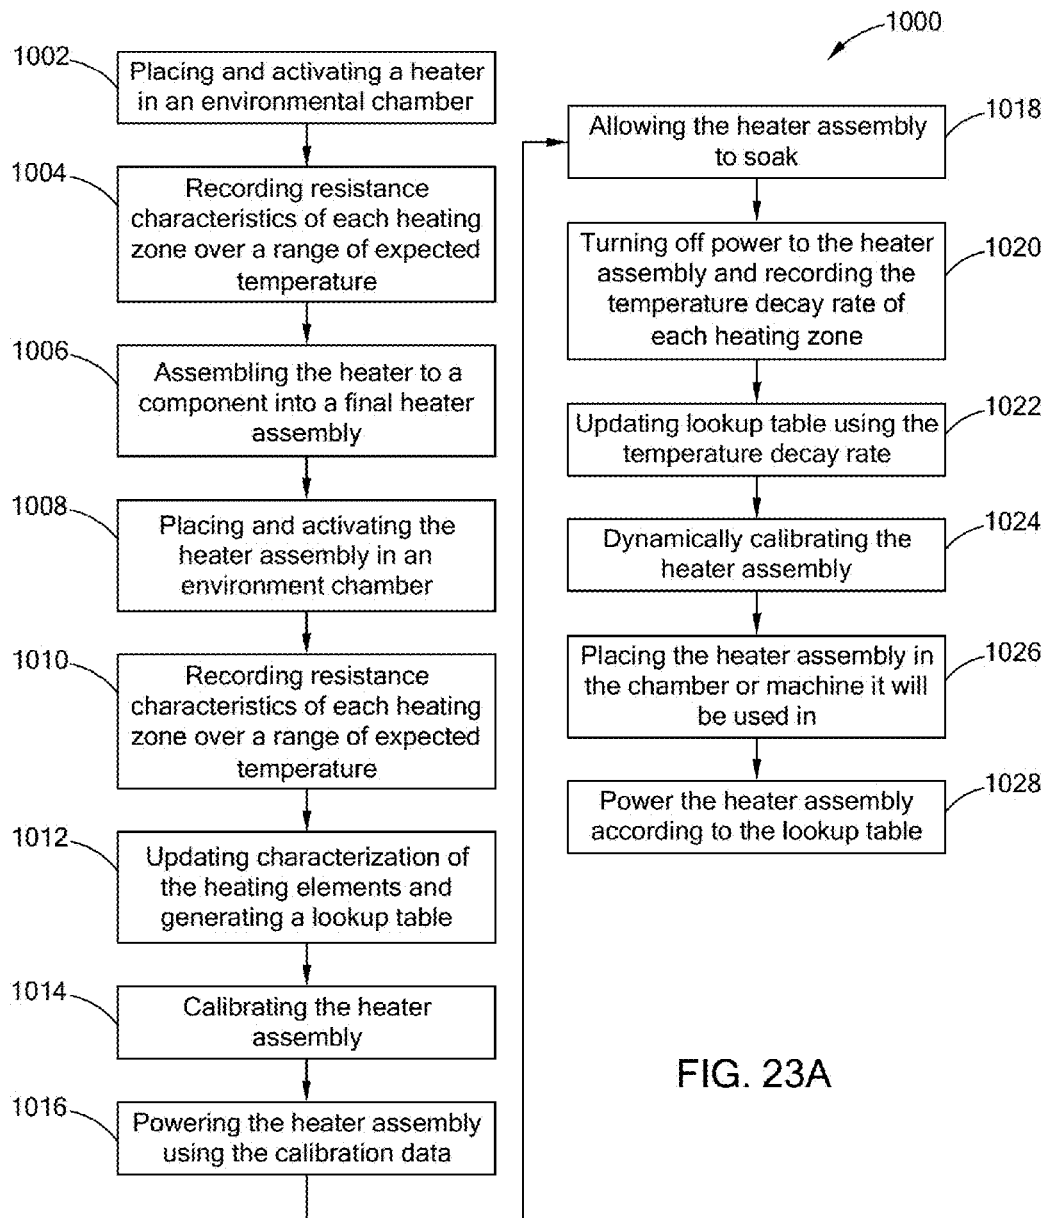 1000
1002
Placing and activating a heater
in an environmental chamber
1004
Recording resistance
characteristics of each heating
zone over a range of expected
temperature
1006
Assembling the heater to a
component into a final heater
assembly
1008
Placing and activating the
heater assembly in an
environment chamber
1010
Recording resistance
characteristics of each heating
zone over a range of expected
temperature
1012
Updating characterization of
the heating elements and
generating a lookup table
1014
Calibrating the heater
assembly
1016
Powering the heater assembly
using the calibration data
1018
Allowing the heater assembly
to soak
1020
Turning off power to the heater
assembly and recording the
temperature decay rate of
each heating zone
1022
Updating lookup table using the
temperature decay rate
1024
Dynamically calibrating the
heater assembly
1026
Placing the heater assembly in
the chamber or machine it will
be used in
1028
Power the heater assembly
according to the lookup table
FIG. 23A